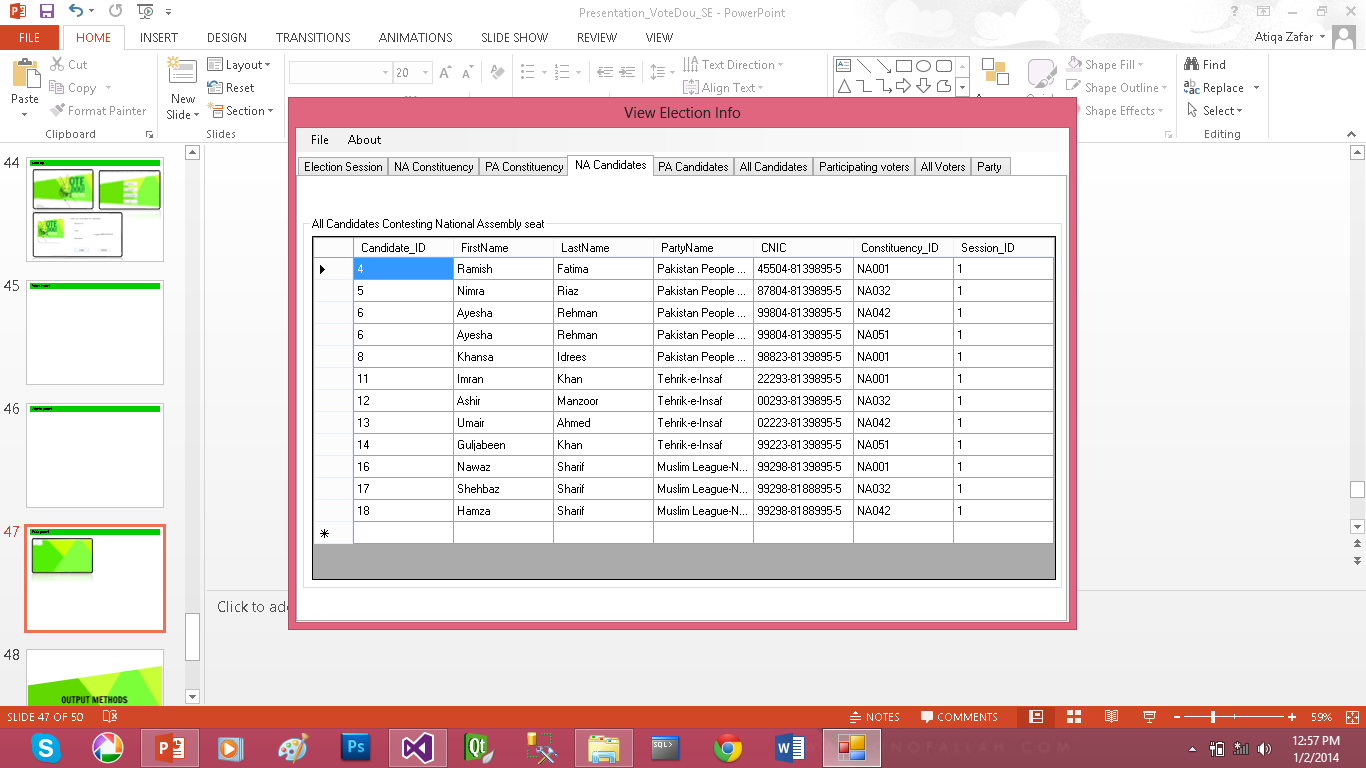 Presentation_VoteDou_SE - PowerPoint
FILE HOME INSERT DESIGN TRANSITIONS ANIMATIONS SLIDE SHOW REVIEW VIEW Atiqa Zafar
Cut Layout 20 Text Direction Shape Fill Find
Paste Copy New Slide Reset Align Text Shape Outline Replace
Format Painter Section Shape Effects Select
Clipboard Slides Editing
View Election Info
File About
Election Session NA Constituency PA Constituency NA Candidates PA Candidates All Candidates Participating voters All Voters Party
All Candidates Contesting National Assembly seat
Candidate_ID FirstName LastName PartyName CNIC Constituency_ID Session_ID
4 Ramish Fatima Pakistan People ... 45504-8139895-5 NA001 1
5 Nimra Riaz Pakistan People ... 87804-8139895-5 NA032 1
6 Ayesha Rehman Pakistan People ... 99804-8139895-5 NA042 1
6 Ayesha Rehman Pakistan People ... 99804-8139895-5 NA051 1
8 Khansa Idrees Pakistan People ... 98823-8139895-5 NA001 1
11 Imran Khan Tehrik-e-Insaf 22293-8139895-5 NA001 1
12 Ashir Manzoor Tehrik-e-Insaf 00293-8139895-5 NA032 1
13 Umair Ahmed Tehrik-e-Insaf 02223-8139895-5 NA042 1
14 Guljabeen Khan Tehrik-e-Insaf 99223-8139895-5 NA051 1
16 Nawaz Sharif Muslim League-N... 99298-8139895-5 NA001 1
17 Shehbaz Sharif Muslim League-N... 99298-8188895-5 NA032 1
18 Hamza Sharif Muslim League-N... 99298-8188995-5 NA042 1
44
45
46
47
48
OUTPUT METHODS
Click to add
SLIDE 47 OF 50 NOTES COMMENTS 59%
Ps Qt SQL>
12:57 PM
1/2/2014